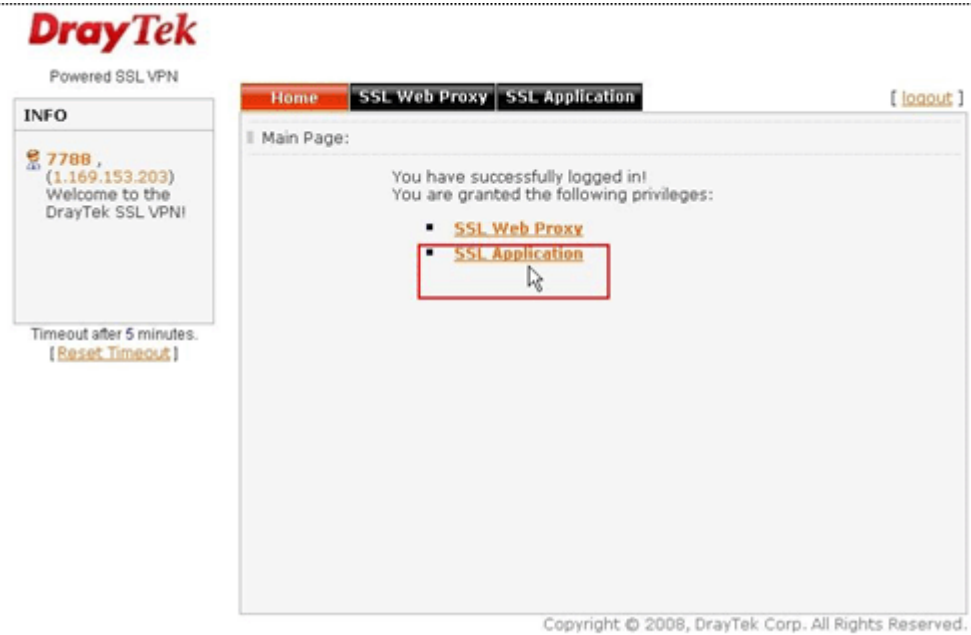 DrayTek
Powered SSL VPN
INFO
7788 ,
(1.169.153.203)
Welcome to the
DrayTek SSL VPN!
Timeout after 5 minutes.
[ Reset Timeout ]
Home SSL Web Proxy SSL Application [ logout ]
Main Page:
You have successfully logged in!
You are granted the following privileges:
SSL Web Proxy
SSL Application
Copyright © 2008, DrayTek Corp. All Rights Reserved.